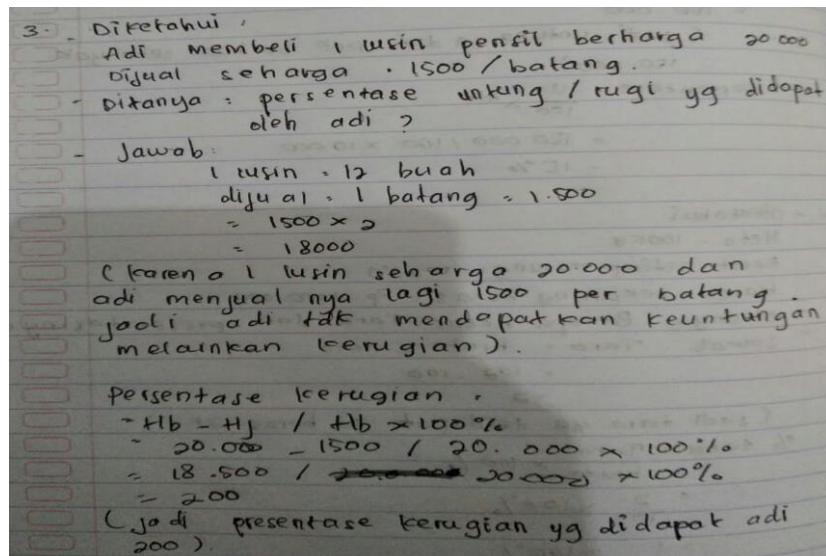 3. - Diketahui :
Adi membeli 1 lusin pensil berharga 20 000
Dijual seharga . 1500 / batang.
- Ditanya : persentase untung / rugi yg didapat
oleh adi ?
- Jawab :
1 lusin = 12 buah
dijual = 1 batang = 1.500
= 1500 × 2
= 18000
( karena 1 lusin seharga 20.000 dan
adi menjual nya lagi 1500 per batang .
jadi adi tdk mendapatkan keuntungan
melainkan kerugian ).
Persentase kerugian .
= Hb - Hj / Hb × 100 %
= 20.000 - 1500 / 20. 000 × 100 %
= 18.500 / 20.000 × 100%
= 200
( jadi presentase kerugian yg didapat adi
200 )